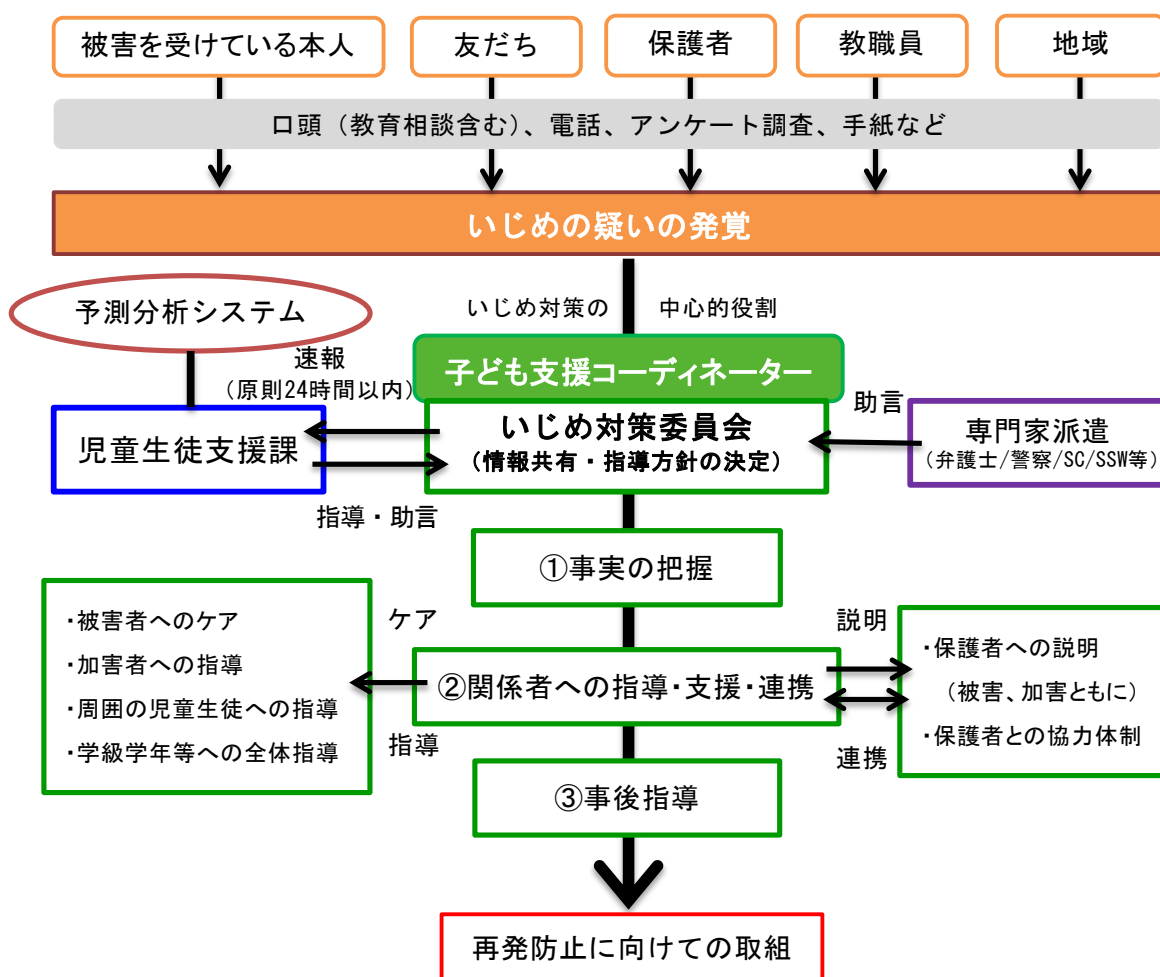 被害を受けている本人
友だち
保護者
教職員
地域
口頭（教育相談含む）、電話、アンケート調査、手紙など
いじめの疑いの発覚
予測分析システム
いじめ対策の
中心的役割
速報
（原則24時間以内）
子ども支援コーディネーター
児童生徒支援課
いじめ対策委員会
（情報共有・指導方針の決定）
助言
専門家派遣
（弁護士/警察/SC/SSW等）
指導・助言
①事実の把握
・被害者へのケア
・加害者への指導
・周囲の児童生徒への指導
・学級学年等への全体指導
ケア
指導
②関係者への指導・支援・連携
説明
連携
・保護者への説明
（被害、加害ともに）
・保護者との協力体制
③事後指導
再発防止に向けての取組